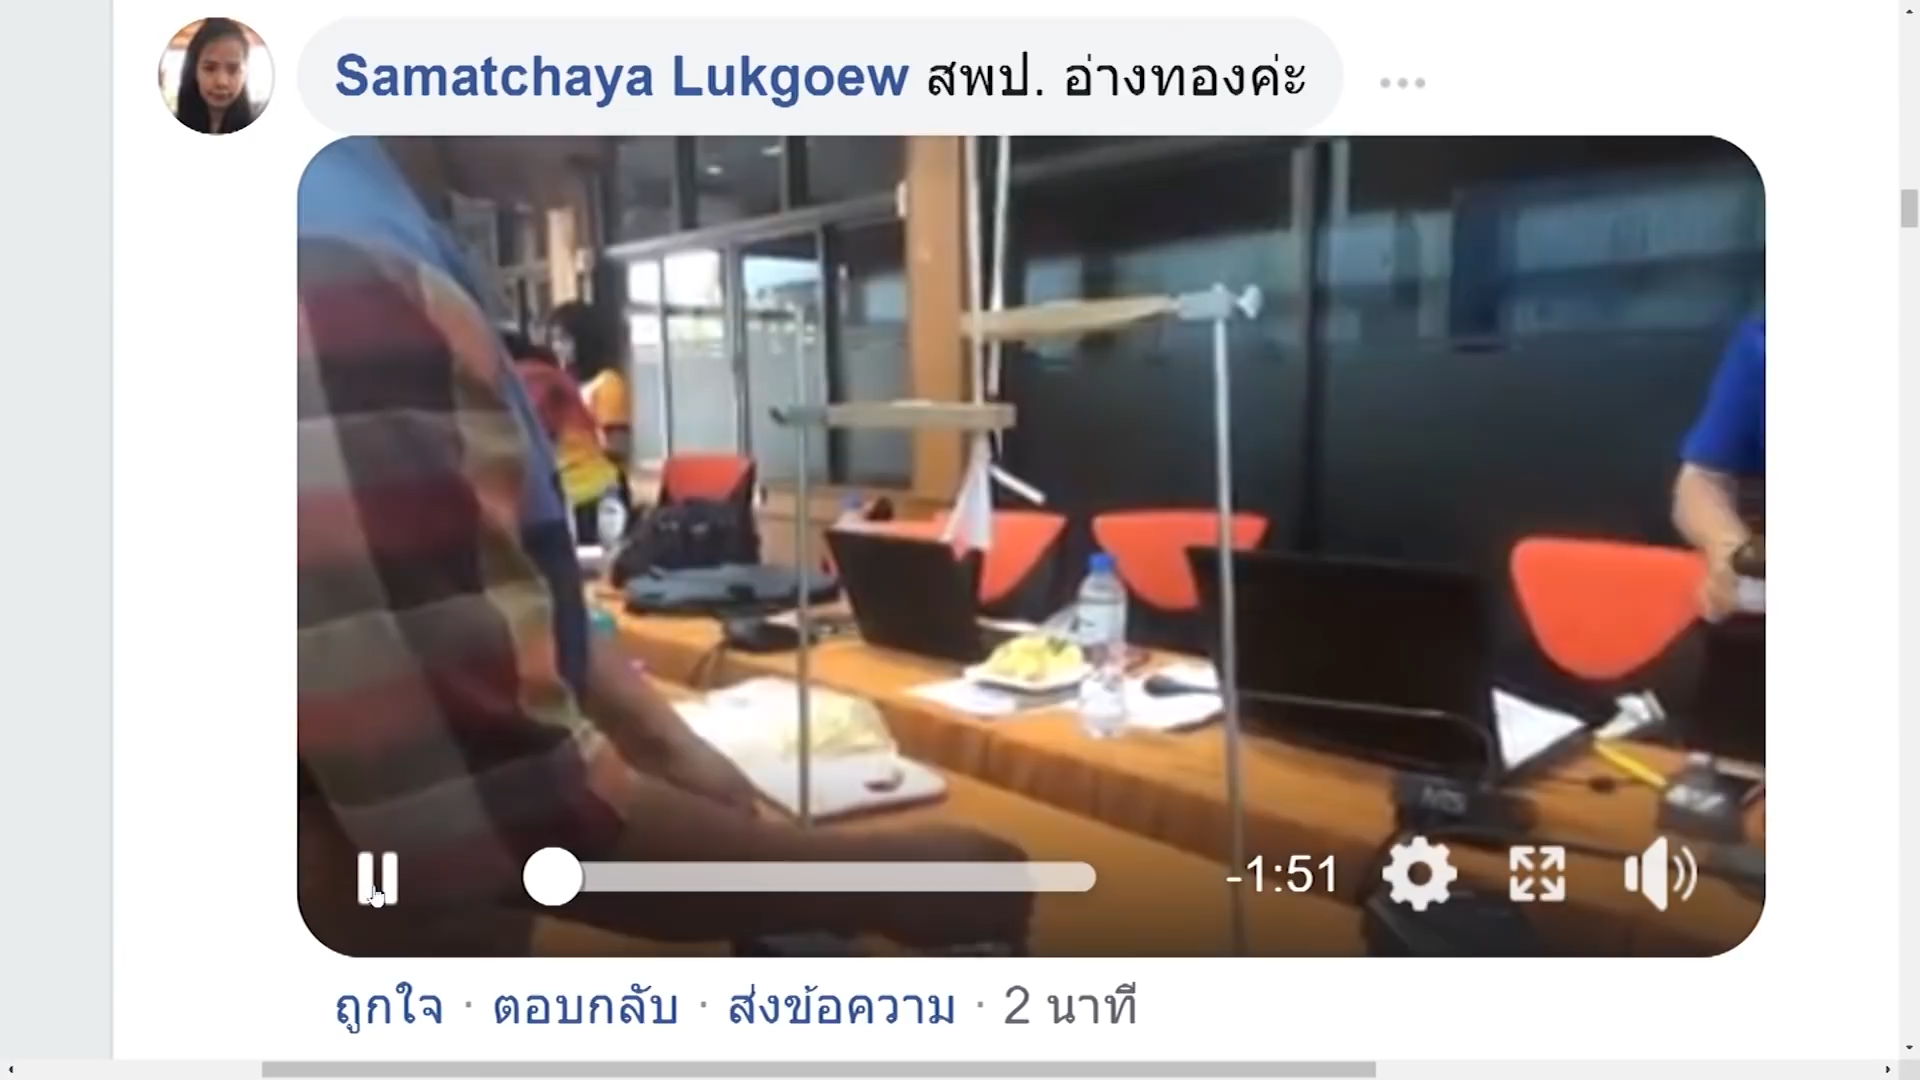 Samatchaya Lukgoew สพป. อ่างทองค่ะ
-1:51
ถูกใจ · ตอบกลับ · ส่งข้อความ · 2 นาที